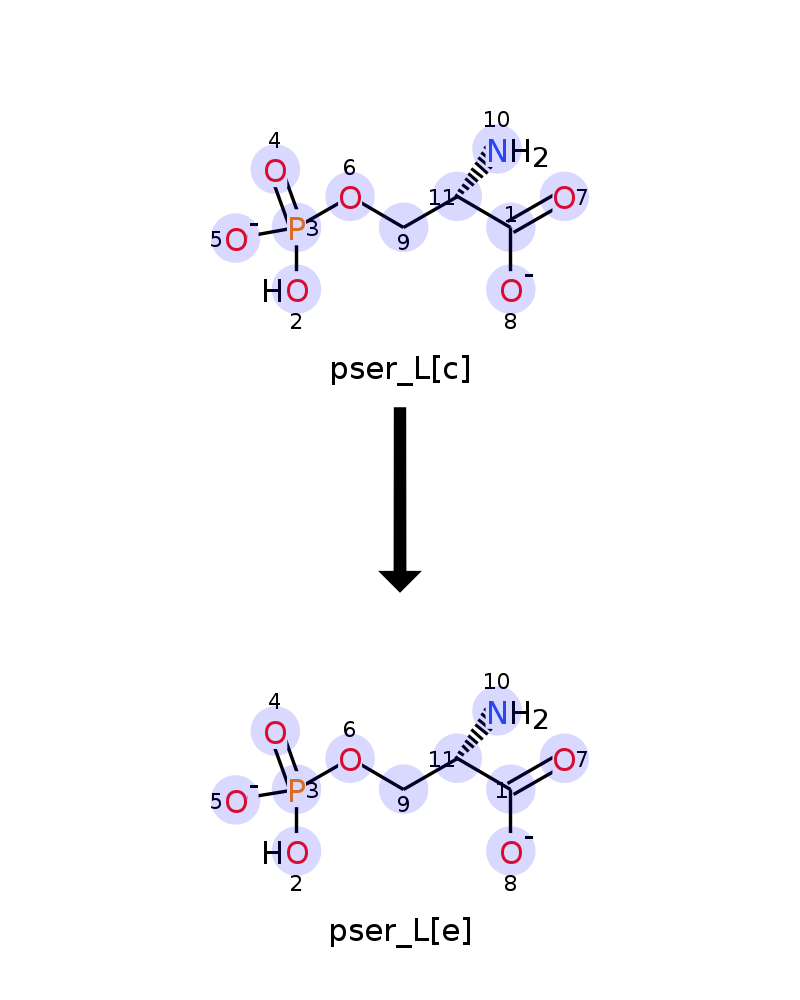 10
NH2
4
O
6
O
11
1
O7
5O-
P3
9
HO
O-
2
8
pser_L[c]
10
NH2
4
O
6
O
11
1
O7
5O-
P3
9
HO
O-
2
8
pser_L[e]